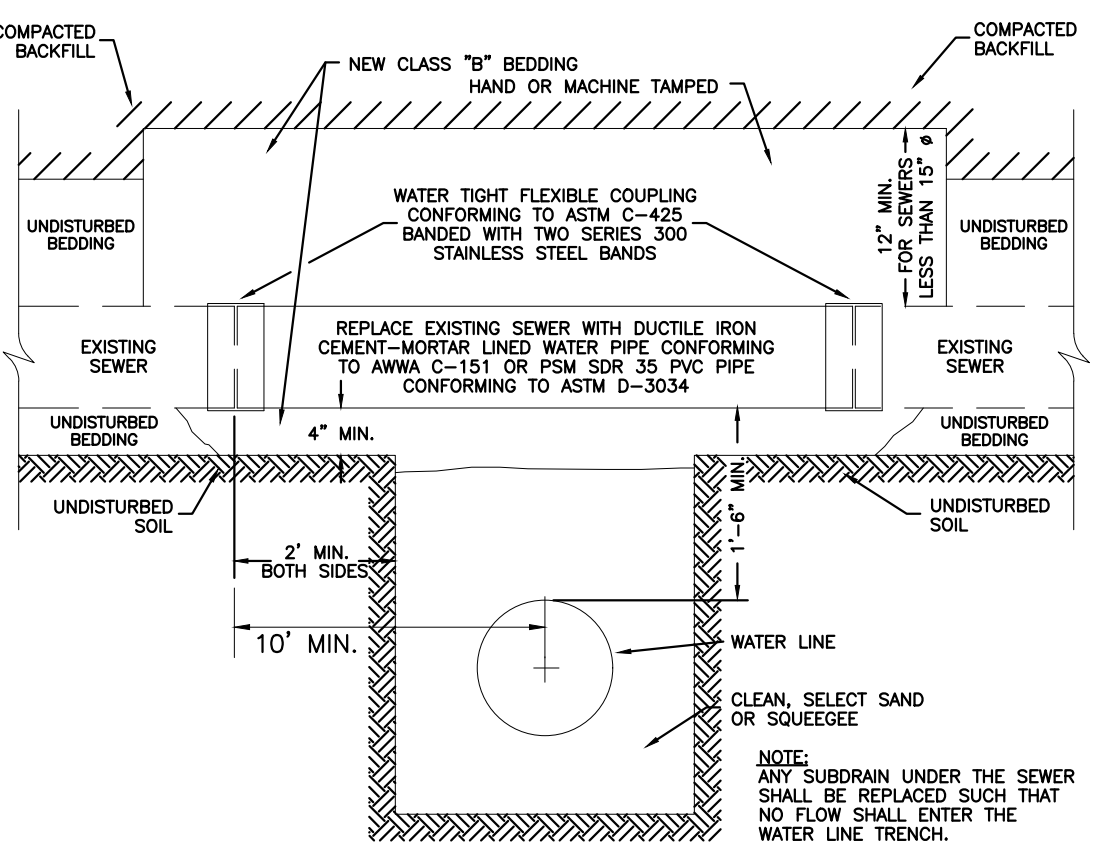 COMPACTED
BACKFILL
COMPACTED
BACKFILL
NEW CLASS "B" BEDDING
HAND OR MACHINE TAMPED
WATER TIGHT FLEXIBLE COUPLING
CONFORMING TO ASTM C-425
BANDED WITH TWO SERIES 300
STAINLESS STEEL BANDS
12" MIN.
FOR SEWERS
LESS THAN 15" ø
UNDISTURBED
BEDDING
UNDISTURBED
BEDDING
EXISTING
SEWER
REPLACE EXISTING SEWER WITH DUCTILE IRON
CEMENT-MORTAR LINED WATER PIPE CONFORMING
TO AWWA C-151 OR PSM SDR 35 PVC PIPE
CONFORMING TO ASTM D-3034
EXISTING
SEWER
UNDISTURBED
BEDDING
4" MIN.
UNDISTURBED
BEDDING
UNDISTURBED
SOIL
1'-6" MIN.
UNDISTURBED
SOIL
2' MIN.
BOTH SIDES
10' MIN.
WATER LINE
CLEAN, SELECT SAND
OR SQUEEGEE
NOTE:
ANY SUBDRAIN UNDER THE SEWER
SHALL BE REPLACED SUCH THAT
NO FLOW SHALL ENTER THE
WATER LINE TRENCH.